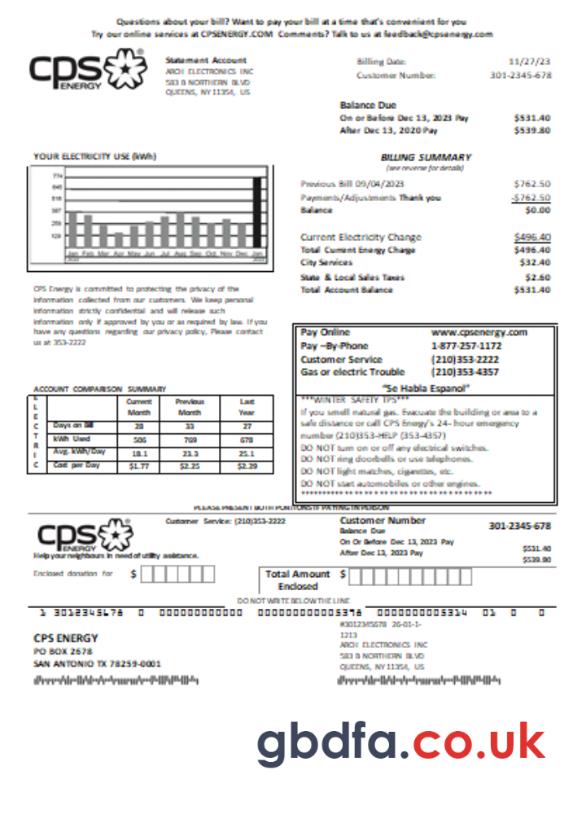 Questions about your bill? Want to pay your bill at a time that's convenient for you
Try our online services at CPSENERGY.COM Comments? Talk to us at feedback@cpsenergy.com
cps
ENERGY
Statement Account
ARCH ELECTRONICS INC
583 B NORTHERN BLVD
QUEENS, NY 11354, US
Billing Date: 11/27/23
Customer Number: 301-2345-678
Balance Due
On or Before Dec 13, 2023 Pay $531.40
After Dec 13, 2020 Pay $539.80
YOUR ELECTRICITY USE (kWh)
774
645
516
387
258
129
Jan Feb Mar Apr May Jun Jul Aug Sep Oct Nov Dec Jan
BILLING SUMMARY
(see reverse for details)
Previous Bill 09/04/2023 $762.50
Payments/Adjustments Thank you -$762.50
Balance $0.00
Current Electricity Change $496.40
Total Current Energy Charge $496.40
City Services $32.40
State & Local Sales Taxes $2.60
Total Account Balance $531.40
CPS Energy is committed to protecting the privacy of the
information collected from our customers. We keep personal
information strictly confidential and will release such
information only if approved by you or as required by law. If you
have any questions regarding our privacy policy, Please contact
us at 353-2222
Pay Online www.cpsenergy.com
Pay –By-Phone 1-877-257-1172
Customer Service (210)353-2222
Gas or electric Trouble (210)353-4357
"Se Habla Espanol"
***WINTER SAFETY TPS***
If you smell natural gas. Evacuate the building or area to a
safe distance or call CPS Energy's 24- hour emergency
number (210)353-HELP (353-4357)
DO NOT turn on or off any electrical switches.
DO NOT ring doorbells or use telephones.
DO NOT light matches, cigarettes, etc.
DO NOT start automobiles or other engines.
ACCOUNT COMPARISON SUMMARY
ELECTRIC
Current Month Previous Month Last Year
Days on Bill 28 33 27
kWh Used 506 769 678
Avg. kWh/Day 18.1 23.3 25.1
Cost per Day $1.77 $2.25 $2.29
PLEASE PRESENT BOTH PORTIONS IF PAYING IN PERSON
cps
ENERGY
Customer Service: (210)353-2222
Help your neighbours in need of utility assistance.
Customer Number 301-2345-678
Balance Due
On Or Before Dec 13, 2023 Pay $531.40
After Dec 13, 2023 Pay $539.80
Enclosed donation for $
Total Amount Enclosed $
DO NOT WRITE BELOW THE LINE
1 3012345678 0 000000000000 0000000000005398 00000000005314 01 0 0
CPS ENERGY
PO BOX 2678
SAN ANTONIO TX 78259-0001
#3012345678 26-01-1-
1213
ARCH ELECTRONICS INC
583 B NORTHERN BLVD
QUEENS, NY 11354, US
gbdfa.co.uk